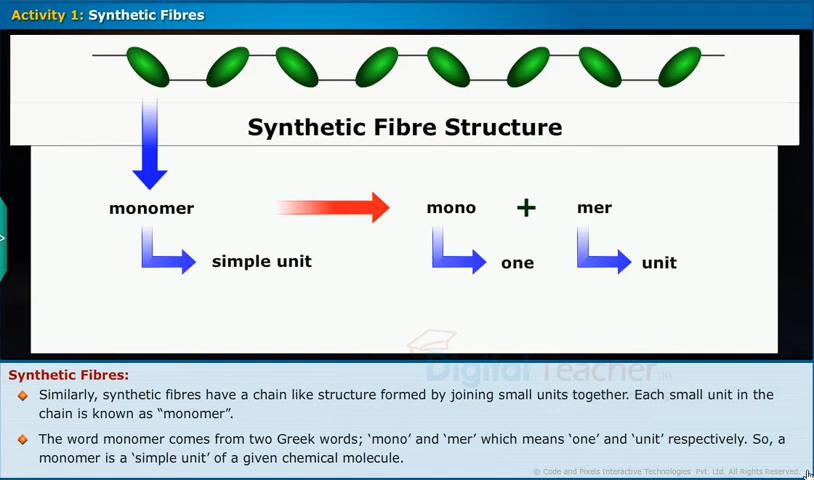 Activity 1: Synthetic Fibres
Synthetic Fibre Structure
monomer mono + mer
simple unit one unit
Digital Teacher.in
Synthetic Fibres:
Similarly, synthetic fibres have a chain like structure formed by joining small units together. Each small unit in the
chain is known as “monomer”.
The word monomer comes from two Greek words; ‘mono’ and ‘mer’ which means ‘one’ and ‘unit’ respectively. So, a
monomer is a ‘simple unit’ of a given chemical molecule.
© Code and Pixels Interactive Technologies Pvt. Ltd. All Rights Reserved.